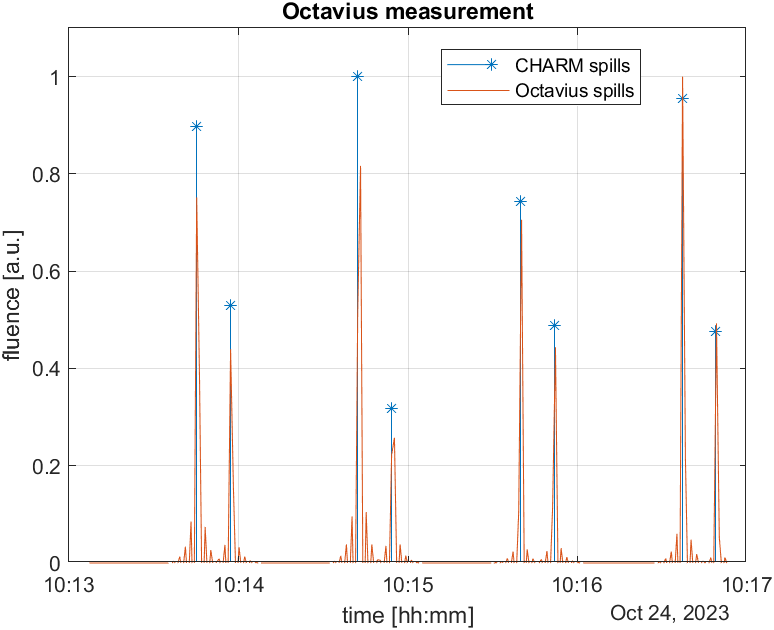 Octavius measurement
CHARM spills
Octavius spills
fluence [a.u.]
1
0.8
0.6
0.4
0.2
0
10:13 10:14 10:15 10:16 10:17
time [hh:mm]
Oct 24, 2023